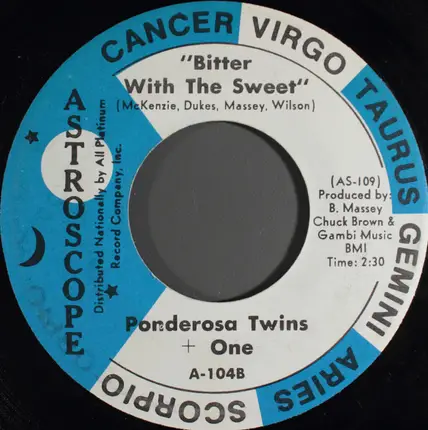 CANCER VIRGO TAURUS GEMINI ARIES SCORPIO
"Bitter
With The Sweet"
(McKenzie, Dukes, Massey, Wilson)
ASTROSCOPE
Distributed Nationally by All Platinum
Record Company, Inc.
(AS-109)
Produced by:
B. Massey
Chuck Brown &
Gambi Music
BMI
Time: 2:30
Ponderosa Twins
+ One
A-104B